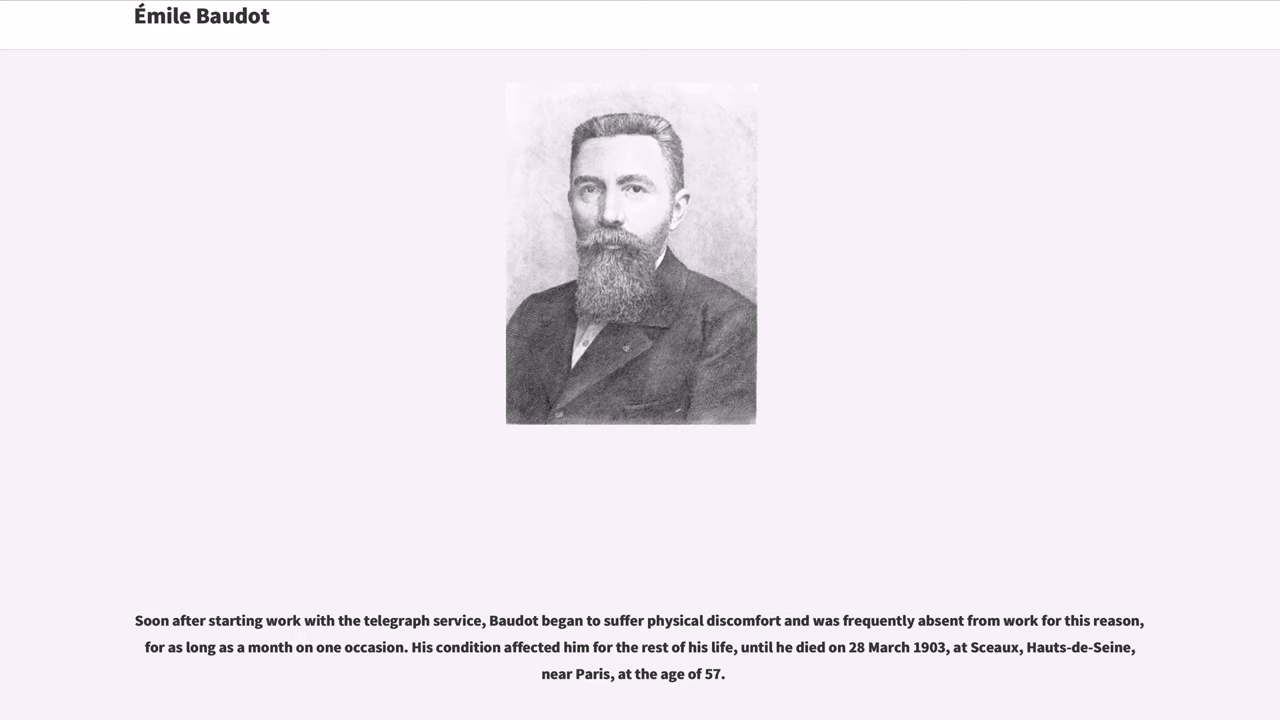 Émile Baudot
Soon after starting work with the telegraph service, Baudot began to suffer physical discomfort and was frequently absent from work for this reason,
for as long as a month on one occasion. His condition affected him for the rest of his life, until he died on 28 March 1903, at Sceaux, Hauts-de-Seine,
near Paris, at the age of 57.